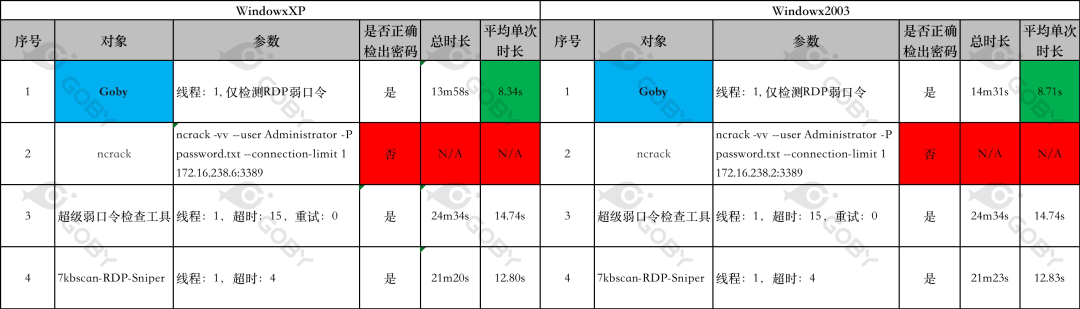 WindowxXP
Windowx2003
序号 对象 参数 是否正确检出密码 总时长 平均单次时长
序号 对象 参数 是否正确检出密码 总时长 平均单次时长
1 Goby 线程：1, 仅检测RDP弱口令 是 13m58s 8.34s
1 Goby 线程：1, 仅检测RDP弱口令 是 14m31s 8.71s
2 ncrack
ncrack -vv --user Administrator -P
password.txt --connection-limit 1
172.16.238.6:3389
否 N/A N/A
2 ncrack
ncrack -vv --user Administrator -P
password.txt --connection-limit 1
172.16.238.2:3389
否 N/A N/A
3 超级弱口令检查工具 线程：1，超时：15，重试：0 是 24m34s 14.74s
3 超级弱口令检查工具 线程：1，超时：15，重试：0 是 24m34s 14.74s
4 7kbscan-RDP-Sniper 线程：1，超时：4 是 21m20s 12.80s
4 7kbscan-RDP-Sniper 线程：1，超时：4 是 21m23s 12.83s
GOBY
GOBY
GOBY
GOBY
GOBY
GOBY
GOBY
GOBY